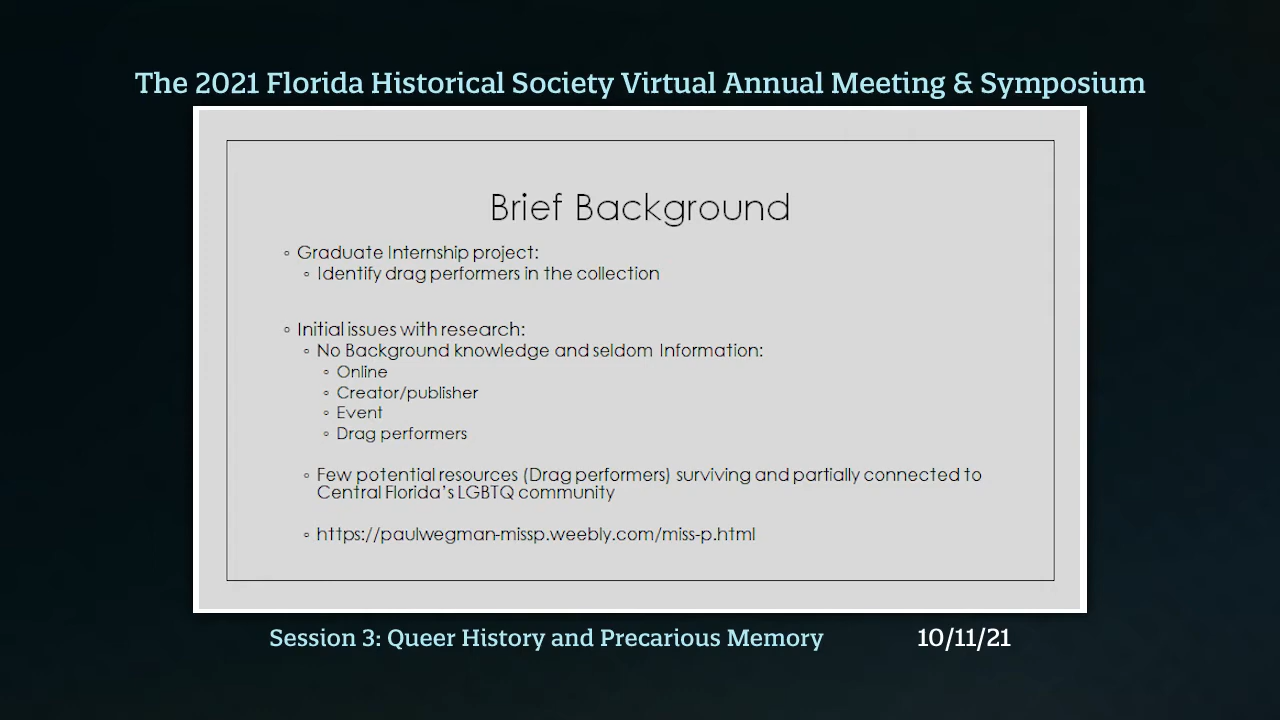 The 2021 Florida Historical Society Virtual Annual Meeting & Symposium
Brief Background
◦ Graduate Internship project:
◦ Identify drag performers in the collection
◦ Initial issues with research:
◦ No Background knowledge and seldom Information:
◦ Online
◦ Creator/publisher
◦ Event
◦ Drag performers
◦ Few potential resources (Drag performers) surviving and partially connected to
Central Florida's LGBTQ community
◦ https://paulwegman-missp.weebly.com/miss-p.html
Session 3: Queer History and Precarious Memory 10/11/21